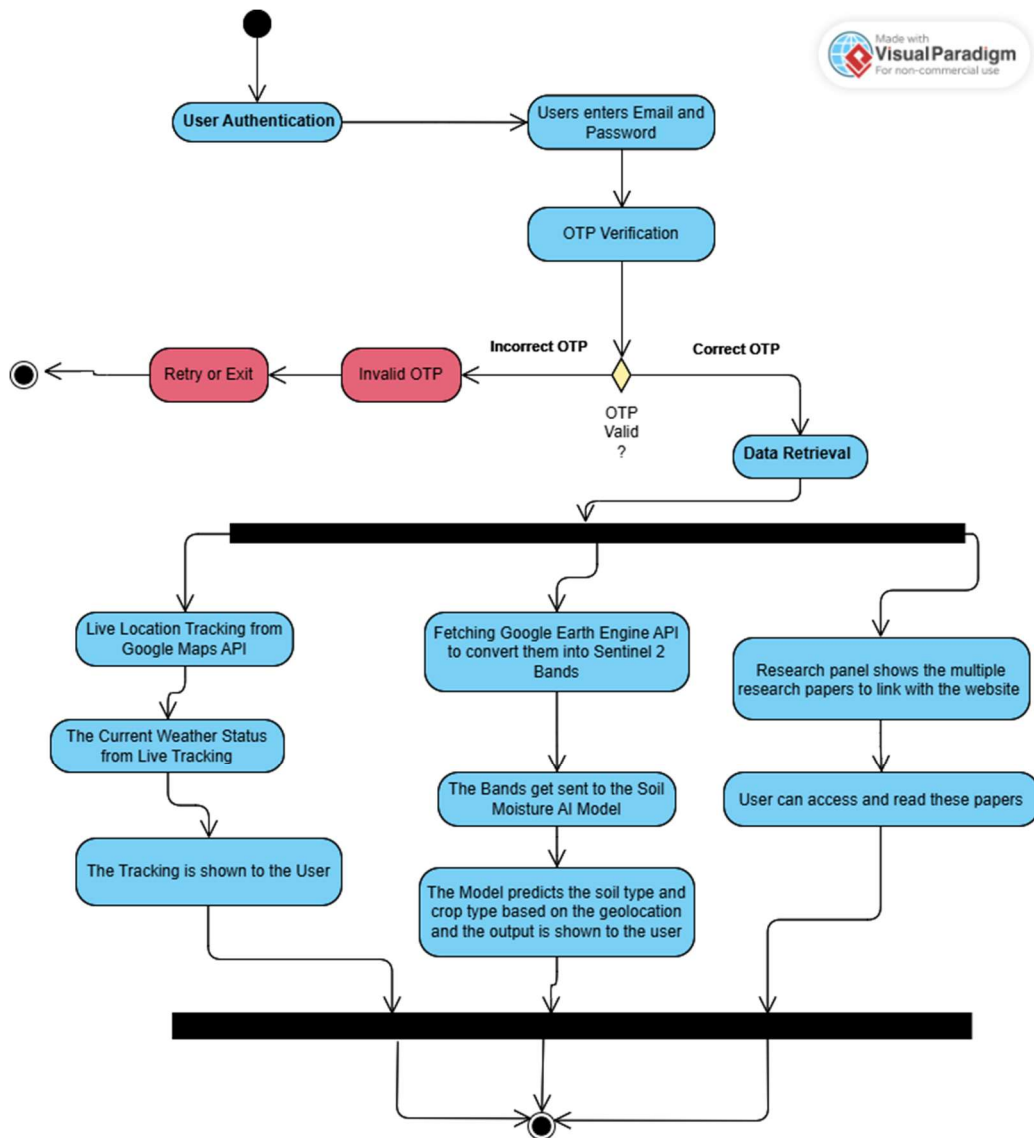 Made with
Visual Paradigm
For non-commercial use
User Authentication
Users enters Email and
Password
OTP Verification
Incorrect OTP
Correct OTP
Retry or Exit
Invalid OTP
OTP
Valid
?
Data Retrieval
Live Location Tracking from
Google Maps API
Fetching Google Earth Engine API
to convert them into Sentinel 2
Bands
Research panel shows the multiple
research papers to link with the website
The Current Weather Status
from Live Tracking
The Bands get sent to the Soil
Moisture AI Model
User can access and read these papers
The Tracking is shown to the User
The Model predicts the soil type and
crop type based on the geolocation
and the output is shown to the user